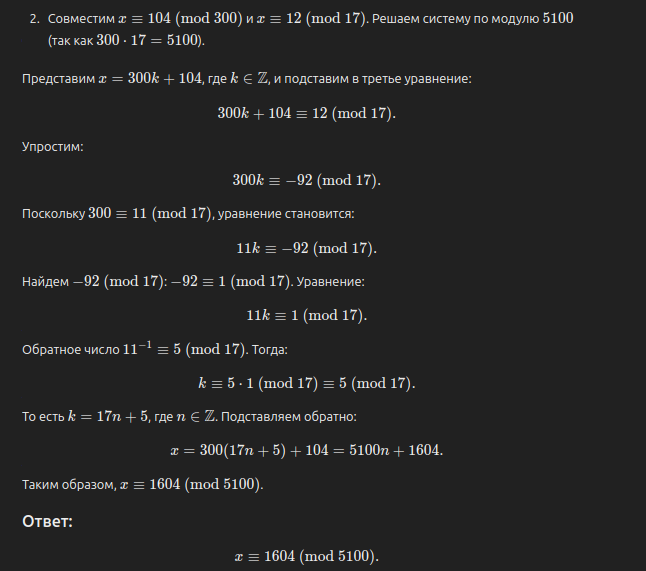 2. Совместим x ≡ 104 (mod 300) и x ≡ 12 (mod 17). Решаем систему по модулю 5100
(так как 300 · 17 = 5100).
Представим x = 300k + 104, где k ∈ ℤ, и подставим в третье уравнение:
300k + 104 ≡ 12 (mod 17).
Упростим:
300k ≡ −92 (mod 17).
Поскольку 300 ≡ 11 (mod 17), уравнение становится:
11k ≡ −92 (mod 17).
Найдем −92 (mod 17): −92 ≡ 1 (mod 17). Уравнение:
11k ≡ 1 (mod 17).
Обратное число 11⁻¹ ≡ 5 (mod 17). Тогда:
k ≡ 5 · 1 (mod 17) ≡ 5 (mod 17).
То есть k = 17n + 5, где n ∈ ℤ. Подставляем обратно:
x = 300(17n + 5) + 104 = 5100n + 1604.
Таким образом, x ≡ 1604 (mod 5100).
Ответ:
x ≡ 1604 (mod 5100).